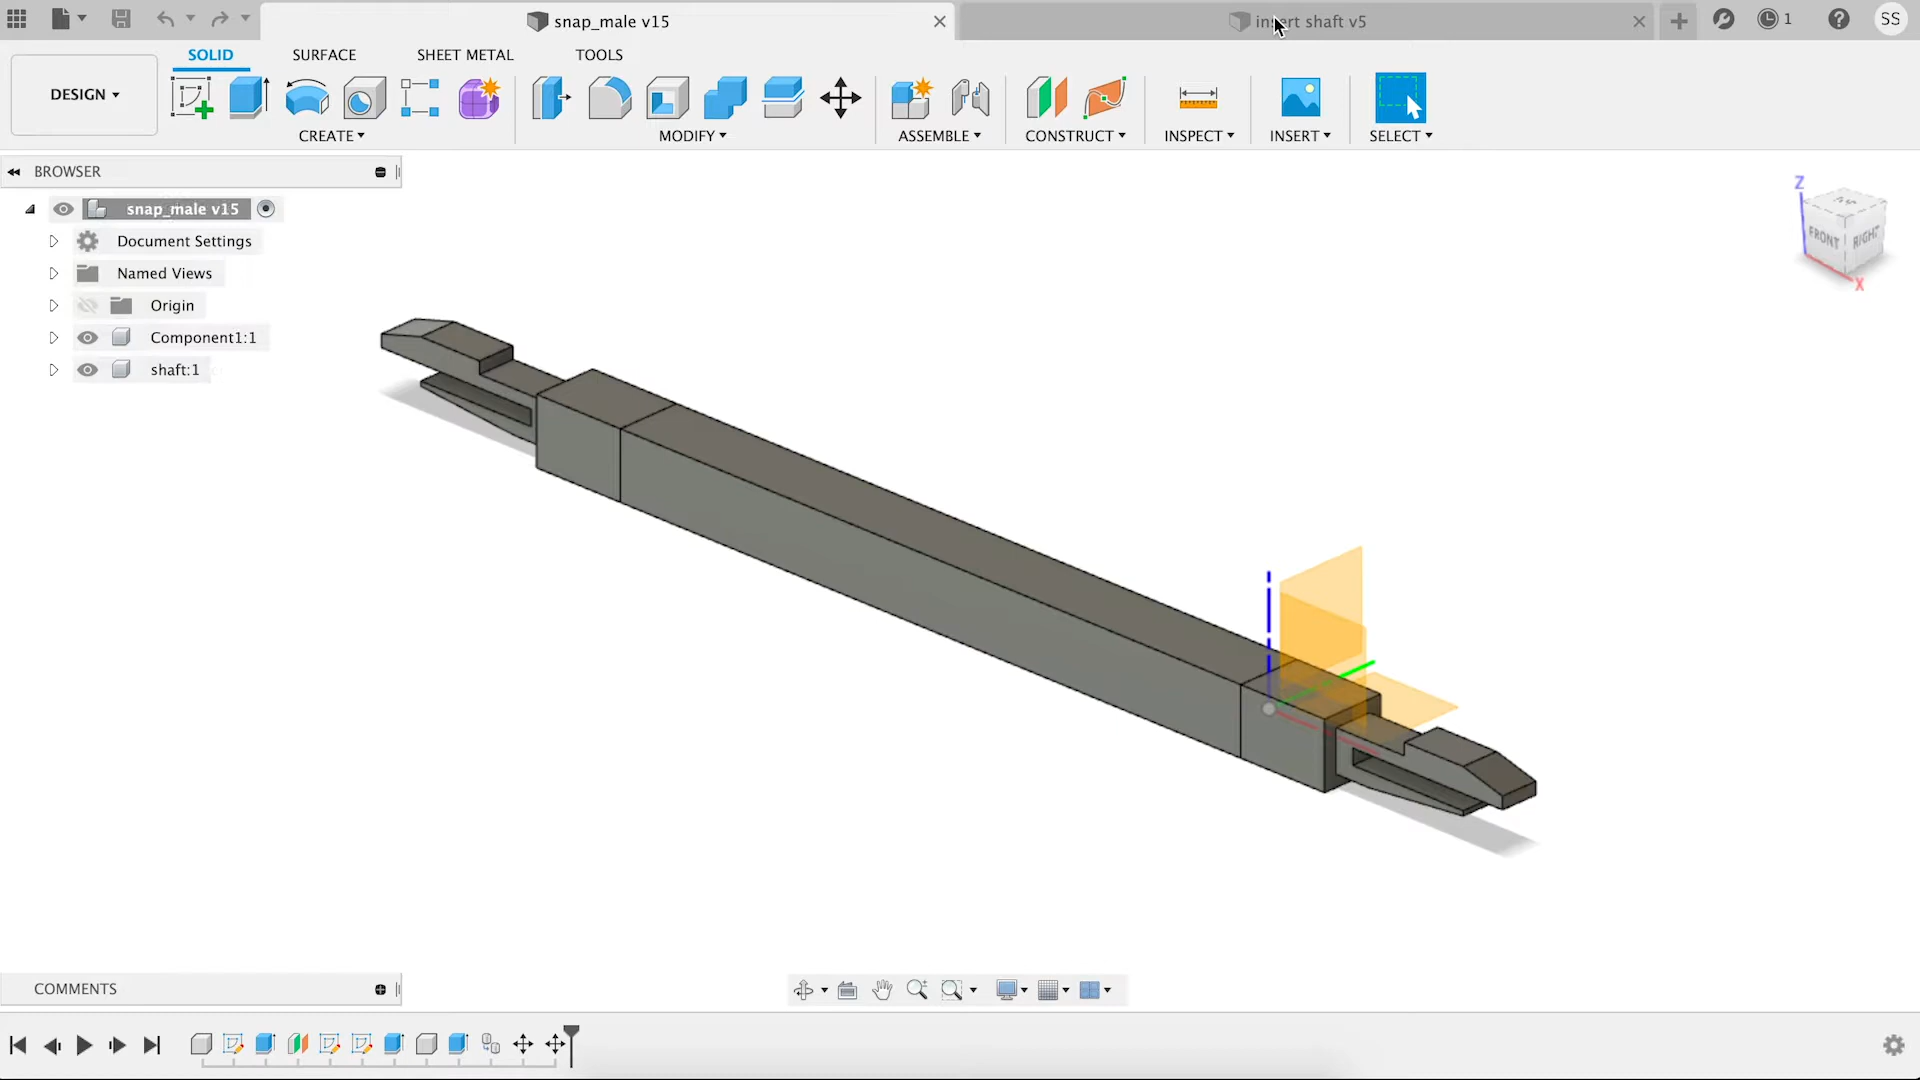 snap_male v15
insert shaft v5
1
SS
SOLID
SURFACE
SHEET METAL
TOOLS
DESIGN
CREATE
MODIFY
ASSEMBLE
CONSTRUCT
INSPECT
INSERT
SELECT
BROWSER
snap_male v15
Document Settings
Named Views
Origin
Component1:1
shaft:1
Z
TOP
FRONT
RIGHT
X
COMMENTS